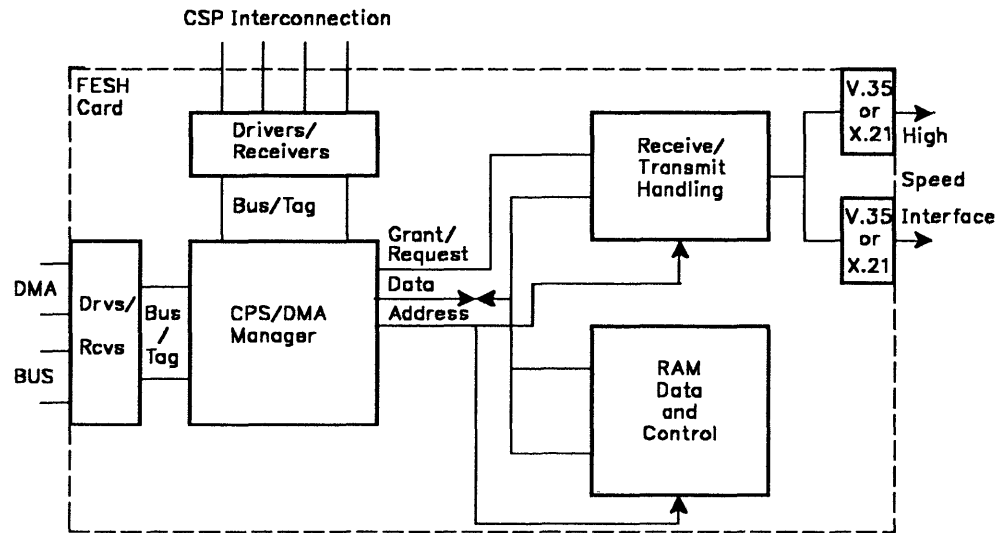 CSP Interconnection
FESH
Card
Drivers/
Receivers
Bus/Tag
Grant/
Request
Data
Address
DMA
BUS
Drvs/
Rcvs
Bus
/
Tag
CPS/DMA
Manager
Receive/
Transmit
Handling
RAM
Data
and
Control
V.35
or
X.21
High
Speed
V.35
or
X.21
Interface